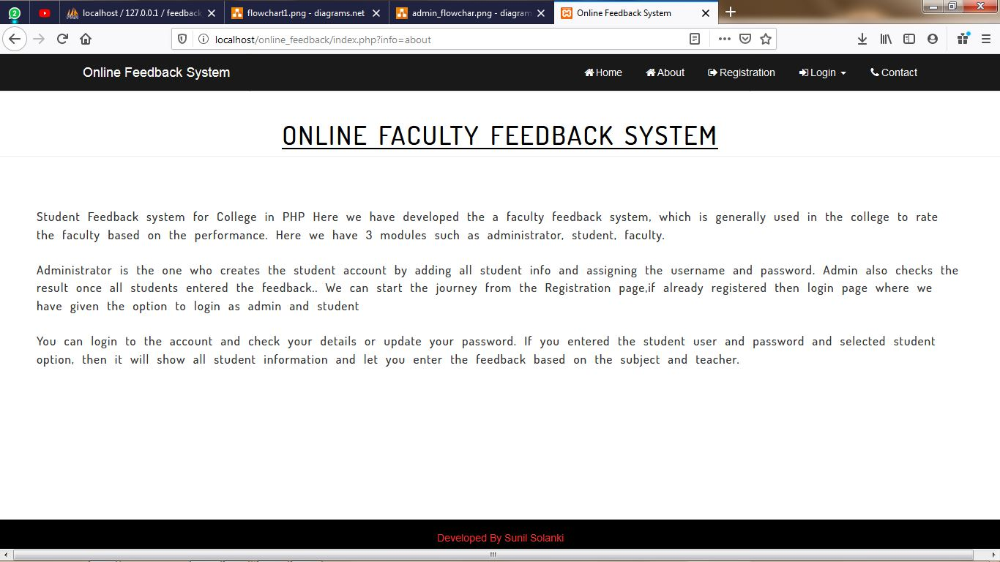 2
localhost / 127.0.0.1 / feedback
flowchart1.png - diagrams.net
admin_flowchar.png - diagram
Online Feedback System
localhost/online_feedback/index.php?info=about
Online Feedback System
Home
About
Registration
Login
Contact
ONLINE FACULTY FEEDBACK SYSTEM
Student Feedback system for College in PHP Here we have developed the a faculty feedback system, which is generally used in the college to rate
the faculty based on the performance. Here we have 3 modules such as administrator, student, faculty.
Administrator is the one who creates the student account by adding all student info and assigning the username and password. Admin also checks the
result once all students entered the feedback.. We can start the journey from the Registration page,if already registered then login page where we
have given the option to login as admin and student
You can login to the account and check your details or update your password. If you entered the student user and password and selected student
option, then it will show all student information and let you enter the feedback based on the subject and teacher.
Developed By Sunil Solanki